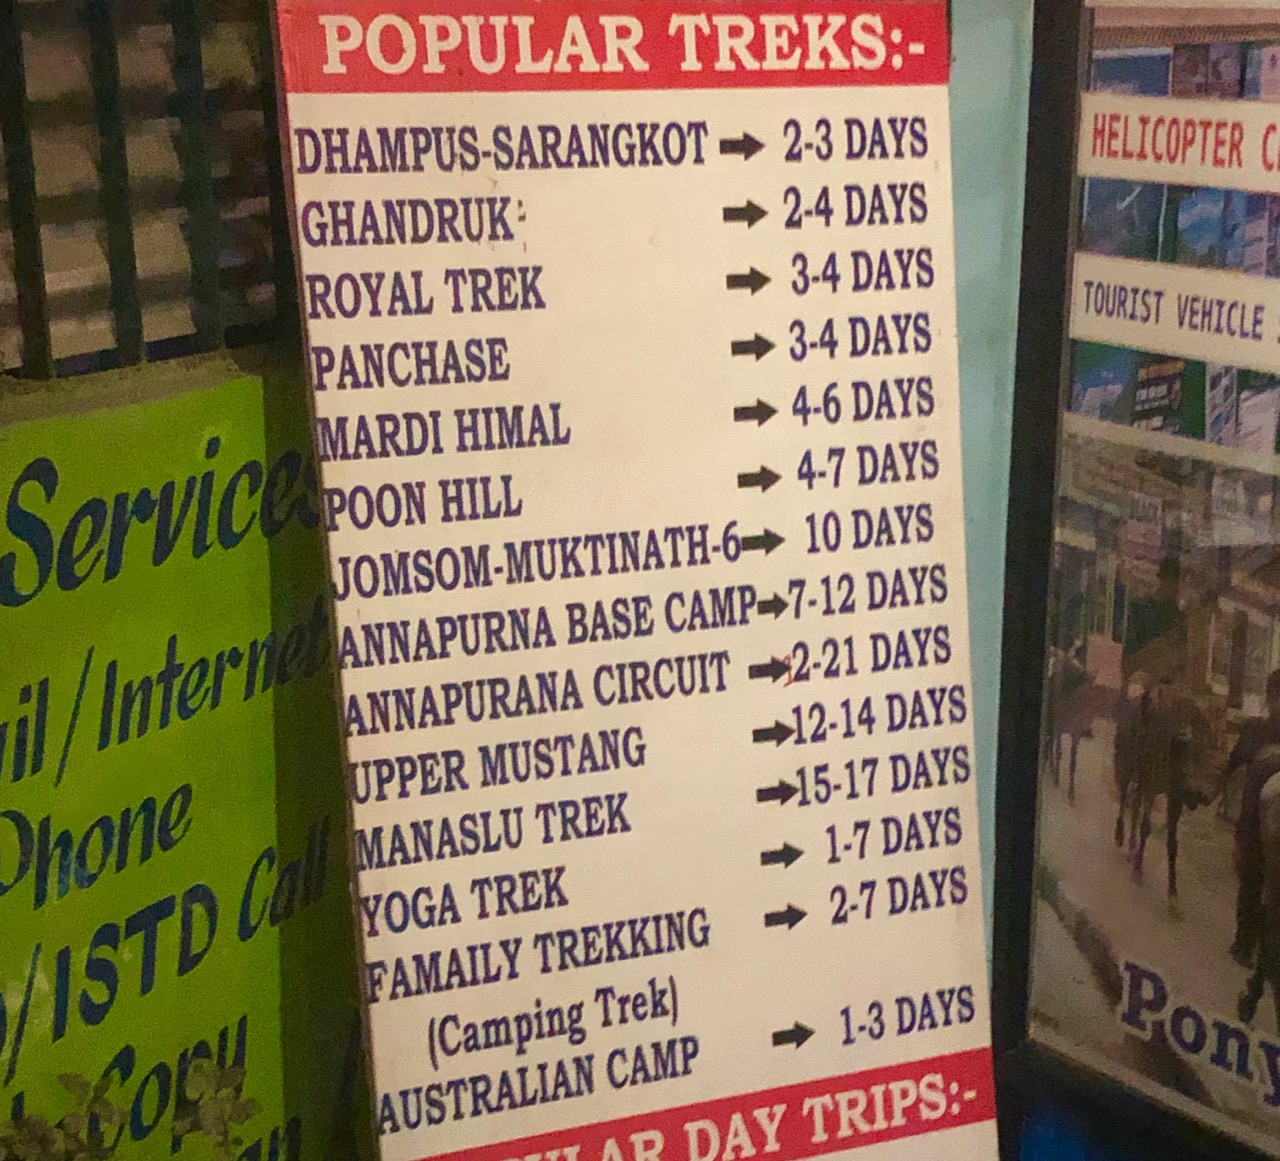 POPULAR TREKS:-
DHAMPUS-SARANGKOT ➡ 2-3 DAYS
GHANDRUK: ➡ 2-4 DAYS
ROYAL TREK ➡ 3-4 DAYS
PANCHASE ➡ 3-4 DAYS
MARDI HIMAL ➡ 4-6 DAYS
POON HILL ➡ 4-7 DAYS
JOMSOM-MUKTINATH-6 ➡ 10 DAYS
ANNAPURNA BASE CAMP ➡ 7-12 DAYS
ANNAPURANA CIRCUIT ➡ 2-21 DAYS
UPPER MUSTANG ➡ 12-14 DAYS
MANASLU TREK ➡ 15-17 DAYS
YOGA TREK ➡ 1-7 DAYS
FAMAILY TREKKING ➡ 2-7 DAYS
(Camping Trek)
AUSTRALIAN CAMP ➡ 1-3 DAYS
DAY TRIPS:-
Service
/Internet
Phone
/ISTD Call
Copy
HELICOPTER
TOURIST VEHICLE
Pony